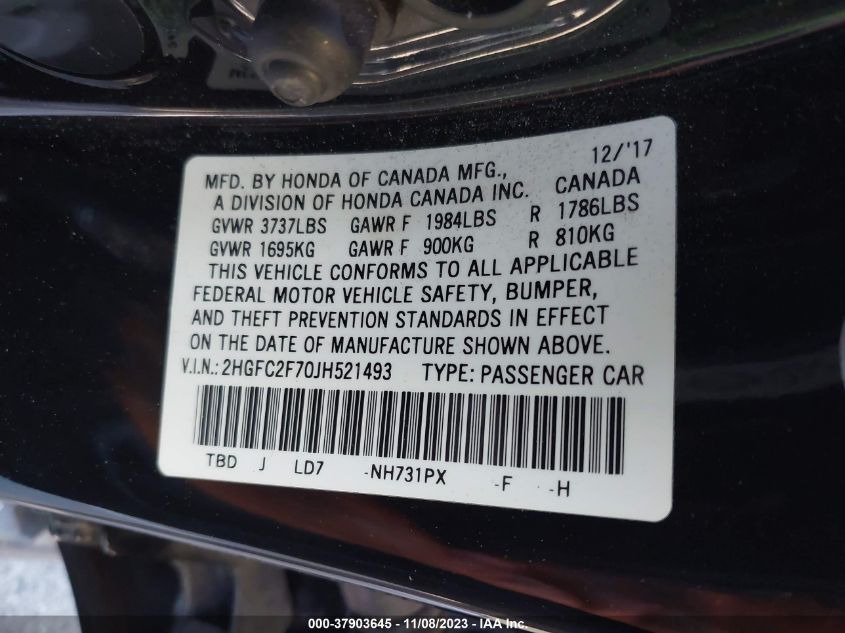 12/'17
MFD. BY HONDA OF CANADA MFG.,
A DIVISION OF HONDA CANADA INC. CANADA
GVWR 3737LBS GAWR F 1984LBS R 1786LBS
GVWR 1695KG GAWR F 900KG R 810KG
THIS VEHICLE CONFORMS TO ALL APPLICABLE
FEDERAL MOTOR VEHICLE SAFETY, BUMPER,
AND THEFT PREVENTION STANDARDS IN EFFECT
ON THE DATE OF MANUFACTURE SHOWN ABOVE.
V.I.N.: 2HGFC2F70JH521493 TYPE: PASSENGER CAR
TBD J LD7 -NH731PX -F -H
000-37903645 - 11/08/2023 - IAA Inc.